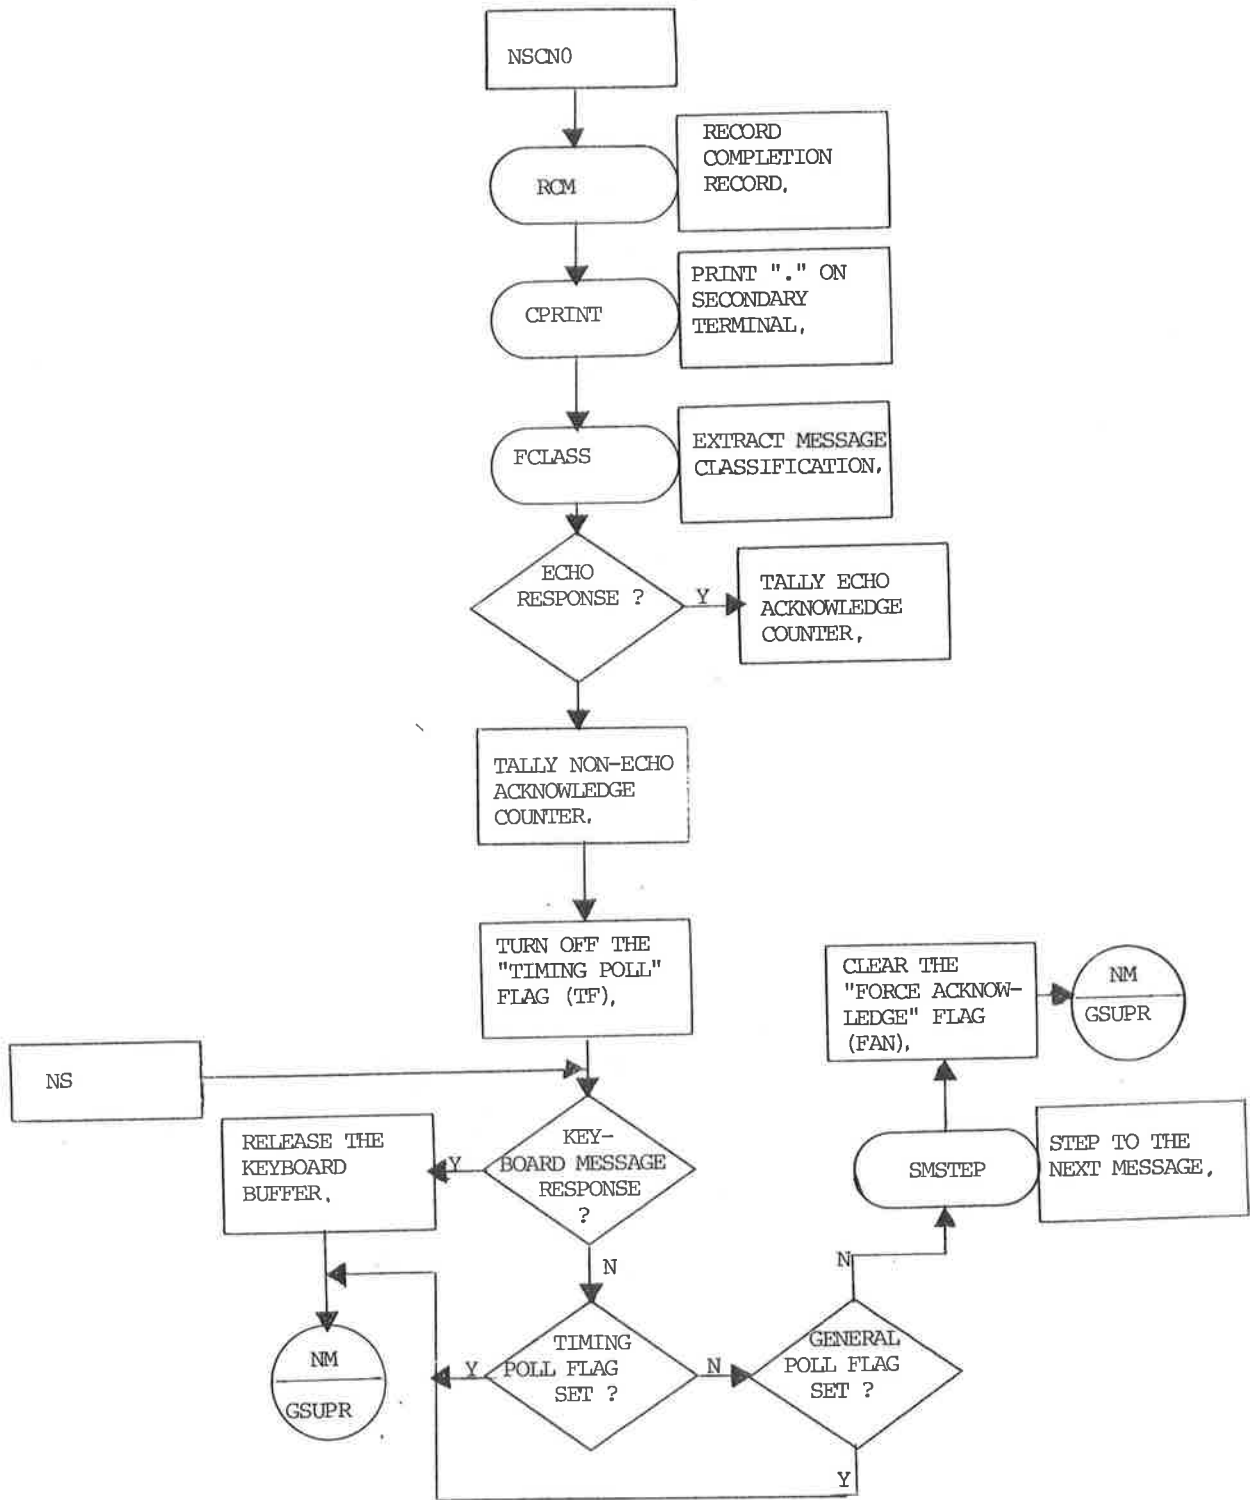 NSCN0
RCM
RECORD
COMPLETION
RECORD,
CPRINT
PRINT "." ON
SECONDARY
TERMINAL,
FCLASS
EXTRACT MESSAGE
CLASSIFICATION,
ECHO
RESPONSE ?
Y
TALLY ECHO
ACKNOWLEDGE
COUNTER,
TALLY NON-ECHO
ACKNOWLEDGE
COUNTER,
TURN OFF THE
"TIMING POLL"
FLAG (TF),
CLEAR THE
"FORCE ACKNOW-
LEDGE" FLAG
(FAN),
NM
GSUPR
NS
RELEASE THE
KEYBOARD
BUFFER,
Y
KEY-
BOARD MESSAGE
RESPONSE
?
SMSTEP
STEP TO THE
NEXT MESSAGE,
N
N
NM
GSUPR
Y
TIMING
POLL FLAG
SET ?
N
GENERAL
POLL FLAG
SET ?
Y